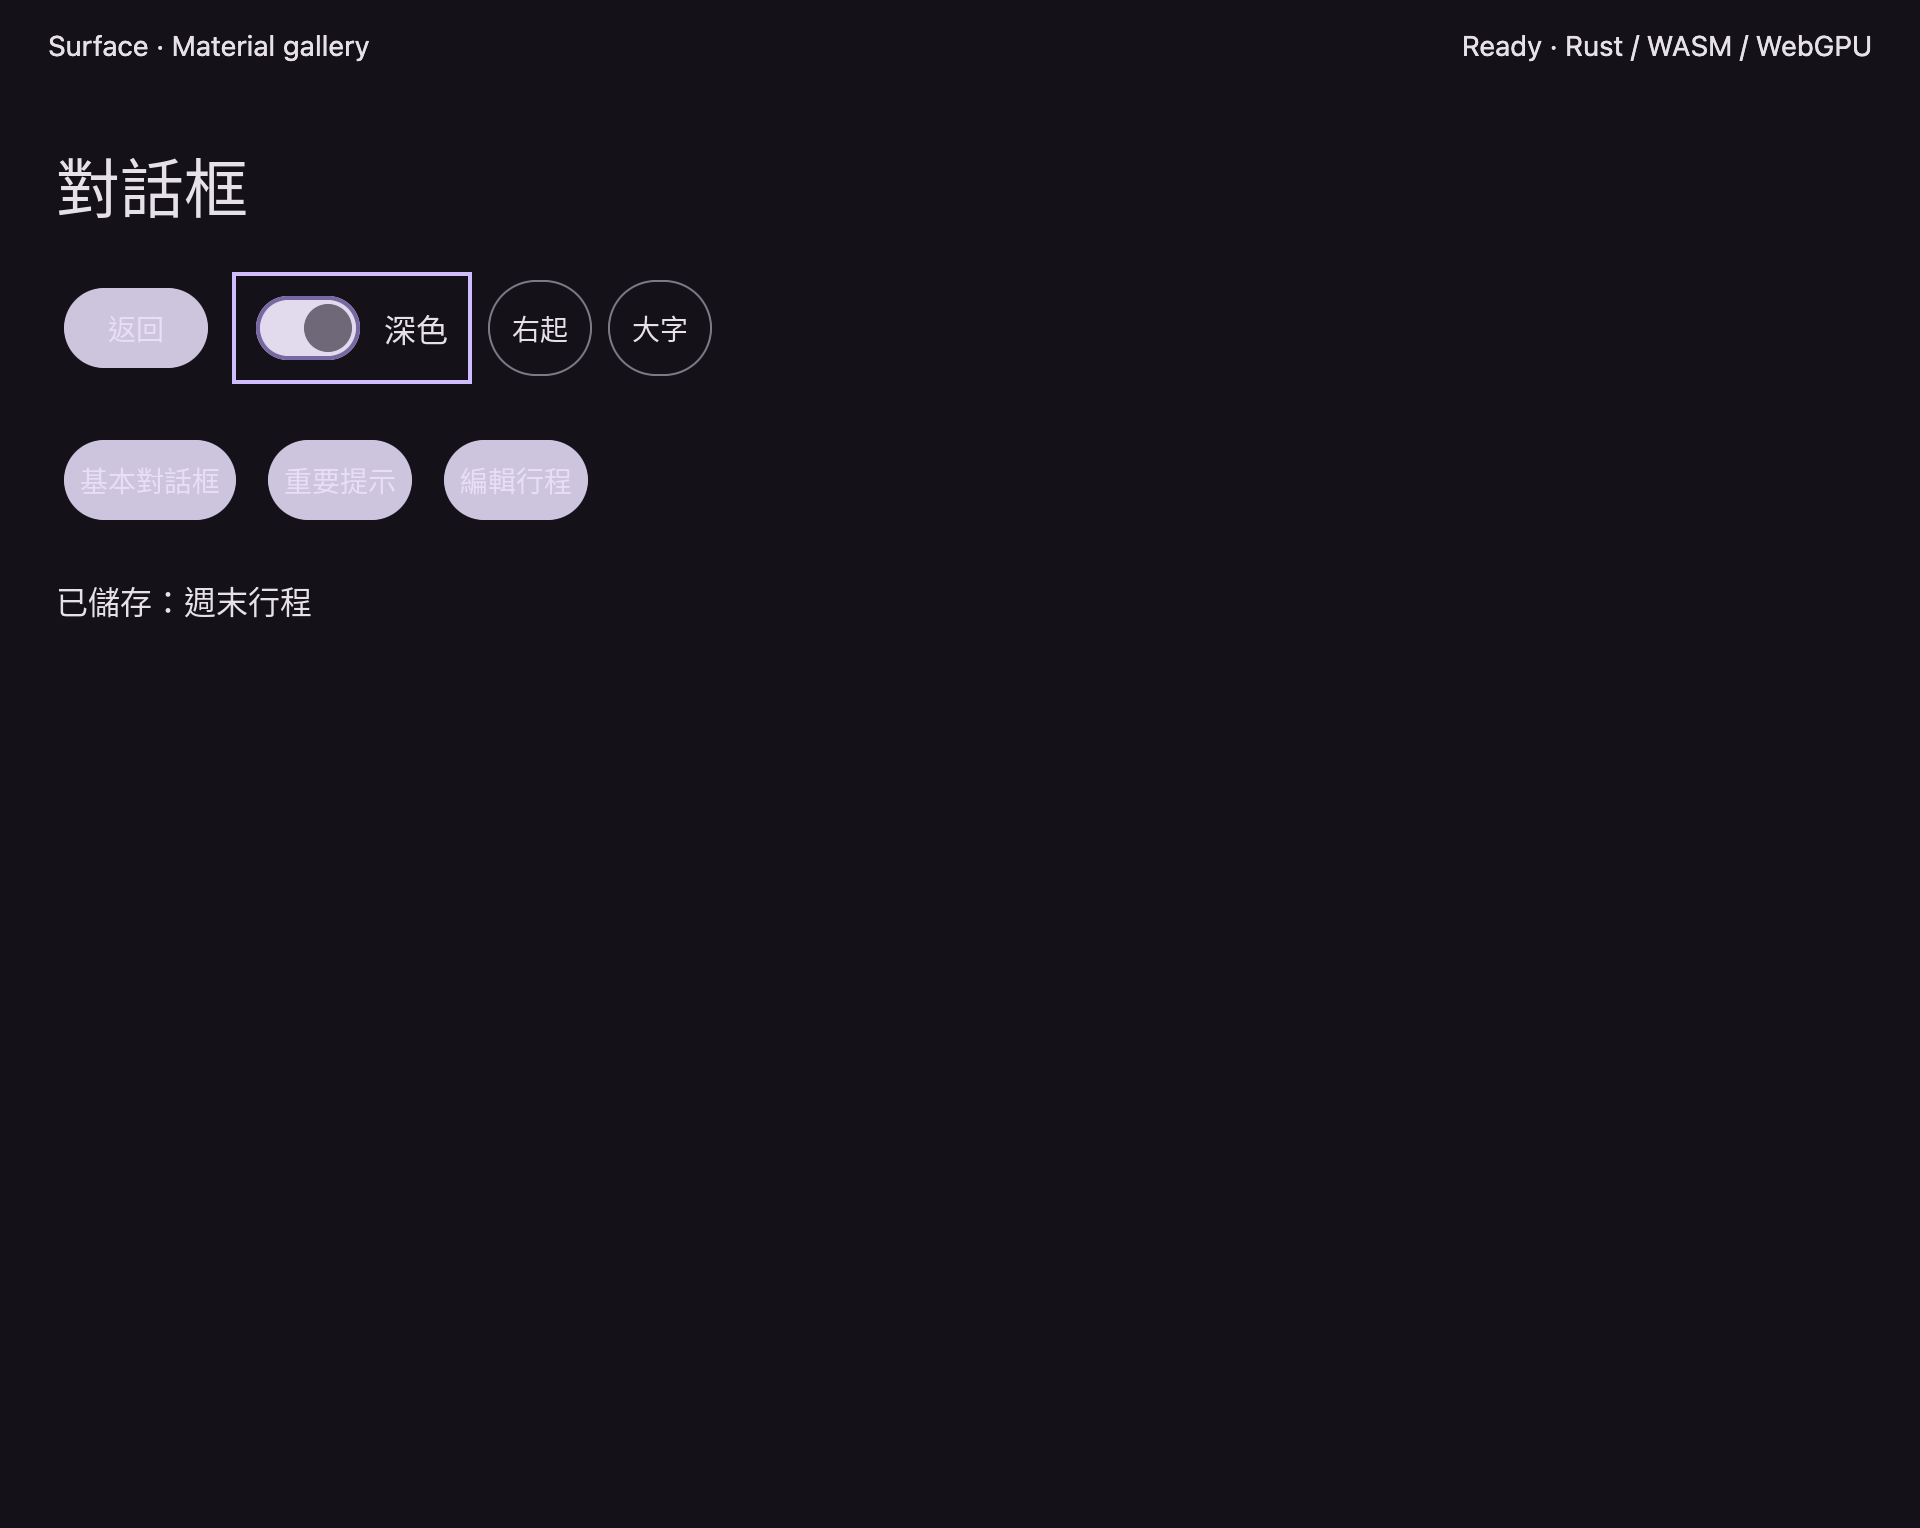 Surface · Material gallery
Ready · Rust / WASM / WebGPU
對話框
返回 深色 右起 大字
基本對話框 重要提示 編輯行程
已儲存：週末行程